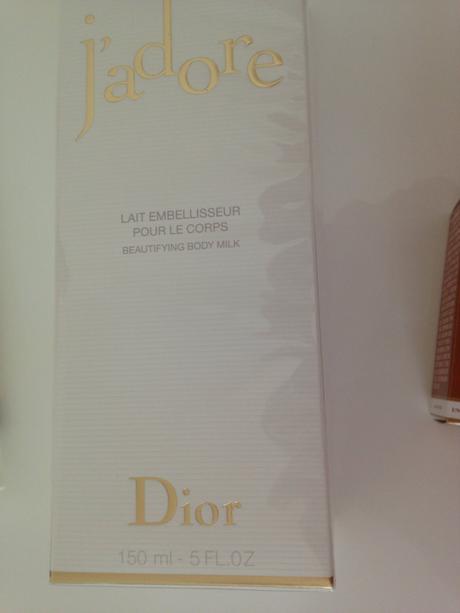 j'adore
LAIT EMBELLISSEUR
POUR LE CORPS
BEAUTIFYING BODY MILK
Dior
150 ml - 5 FL.OZ